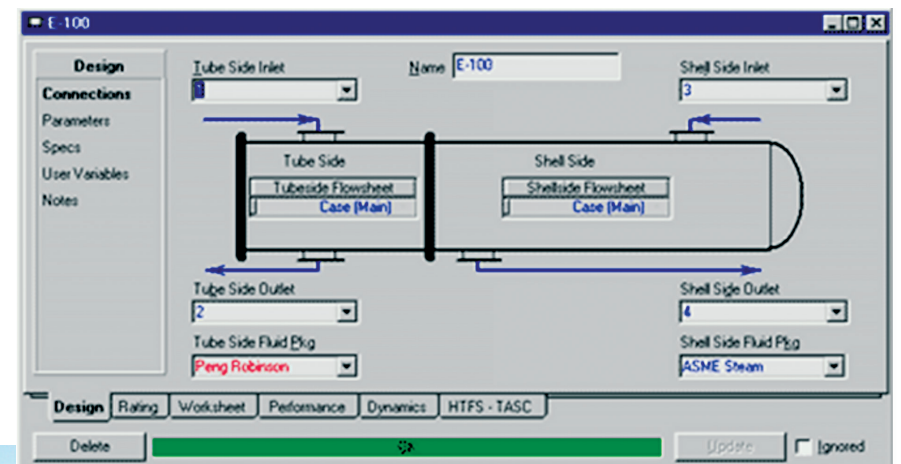 E-100
Design
Connections
Parameters
Specs
User Variables
Notes
Tube Side Inlet
Name E-100
Shell Side Inlet
3
Tube Side
Shell Side
Tubeside Flowsheet
Case (Main)
Shellside Flowsheet
Case (Main)
Tube Side Outlet
2
Shell Side Outlet
4
Tube Side Fluid Pkg
Peng Robinson
Shell Side Fluid Pkg
ASME Steam
Design Rating Worksheet Performance Dynamics HTFS - TASC
Delete
Update
Ignored